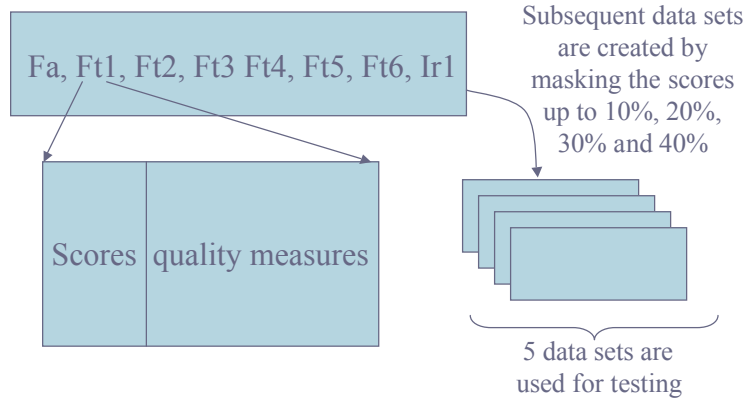 Fa, Ft1, Ft2, Ft3 Ft4, Ft5, Ft6, Ir1
Subsequent data sets
are created by
masking the scores
up to 10%, 20%,
30% and 40%
Scores
quality measures
5 data sets are
used for testing